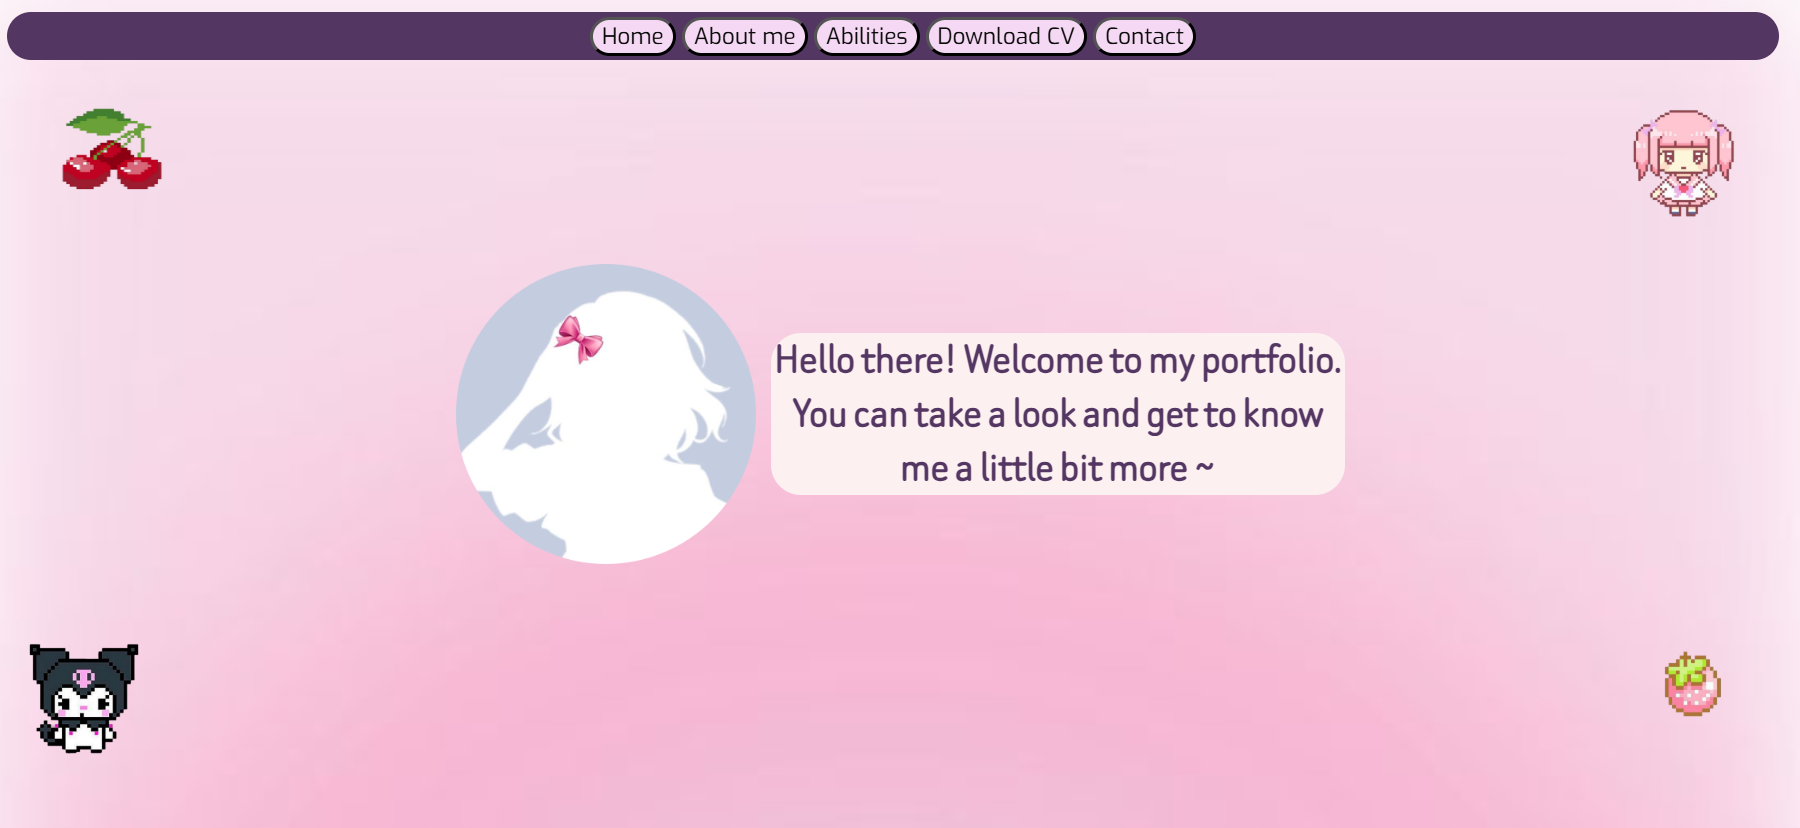 Home About me Abilities Download CV Contact
Hello there! Welcome to my portfolio.
You can take a look and get to know
me a little bit more ~